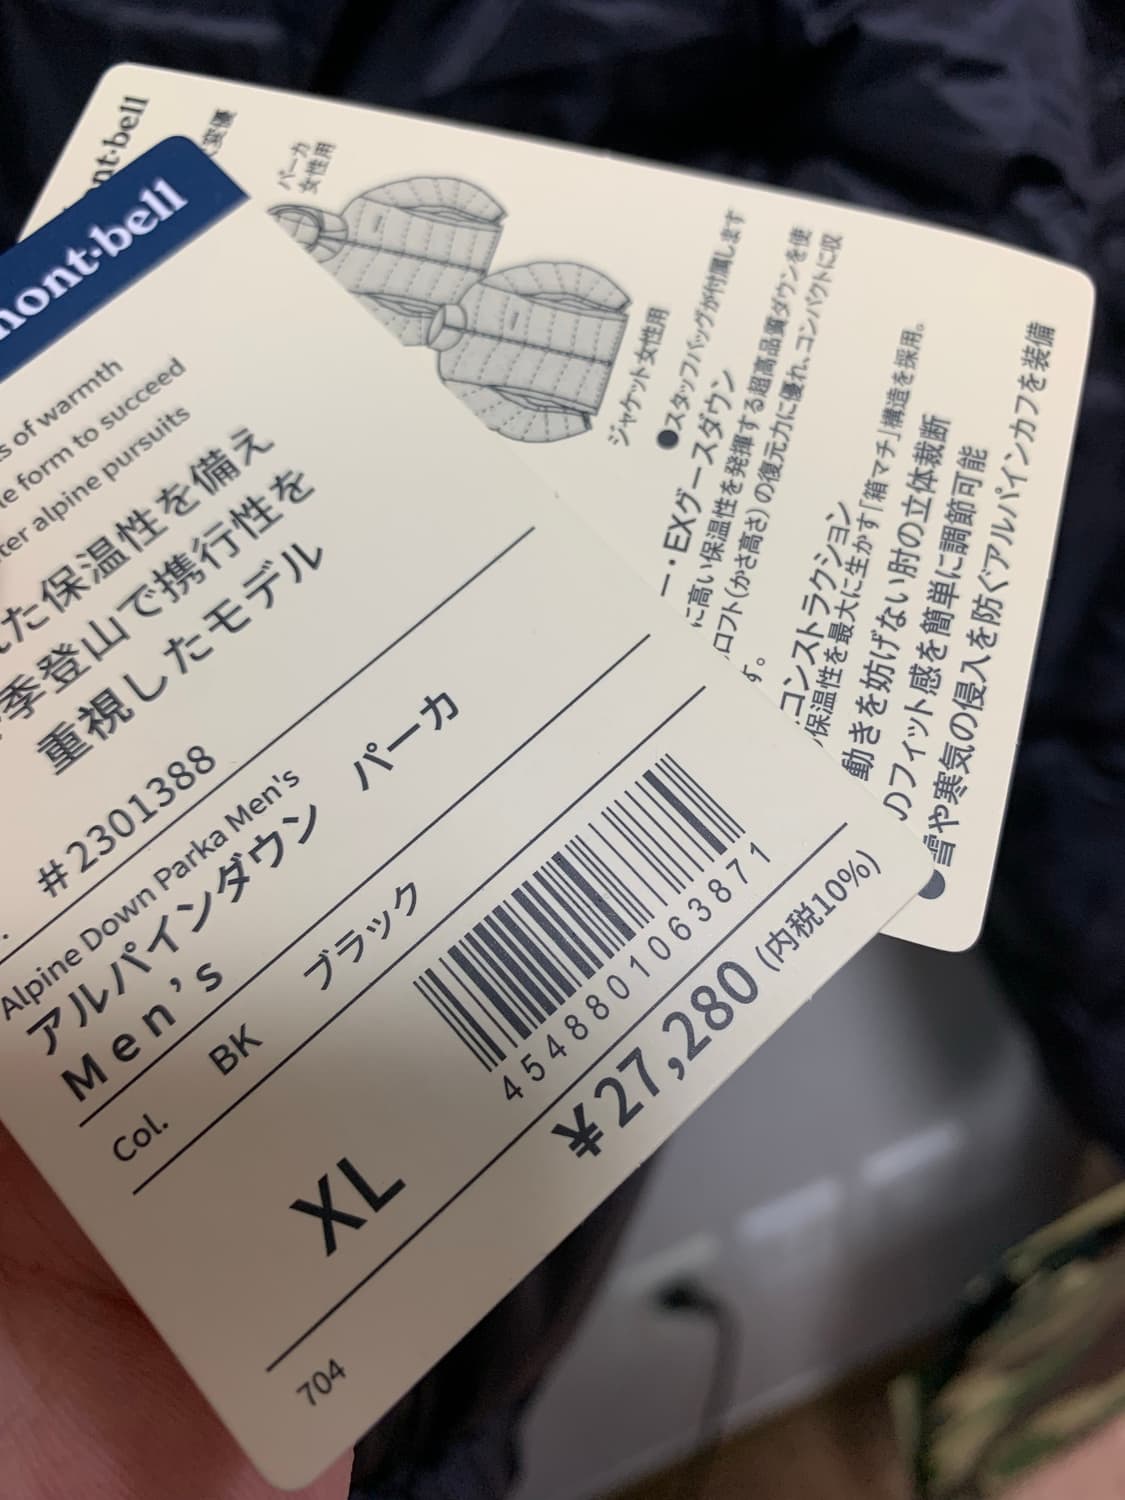 mont-bell
of warmth
form to succeed
alpine pursuits
た保温性を備え
季登山で携行性を
重視したモデル
#2301388
Alpine Down Parka Men's
アルパインダウン パーカ
Men's
Col. BK ブラック
4548801063871
XL
¥27,280 (内税10%)
704
mont-bell
変優
パーカ
女性用
ジャケット女性用
●スタッフバッグが付属します
ー・EXグースダウン
に高い保温性を発揮する超高品質ダウンを使
ロフト(かさ高さ)の復元力に優れ、コンパクトに収
す。
コンストラクション
保温性を最大に生かす「箱マチ」構造を採用。
動きを妨げない肘の立体裁断
のフィット感を簡単に調節可能
●雪や寒気の侵入を防ぐアルパインカフを装備